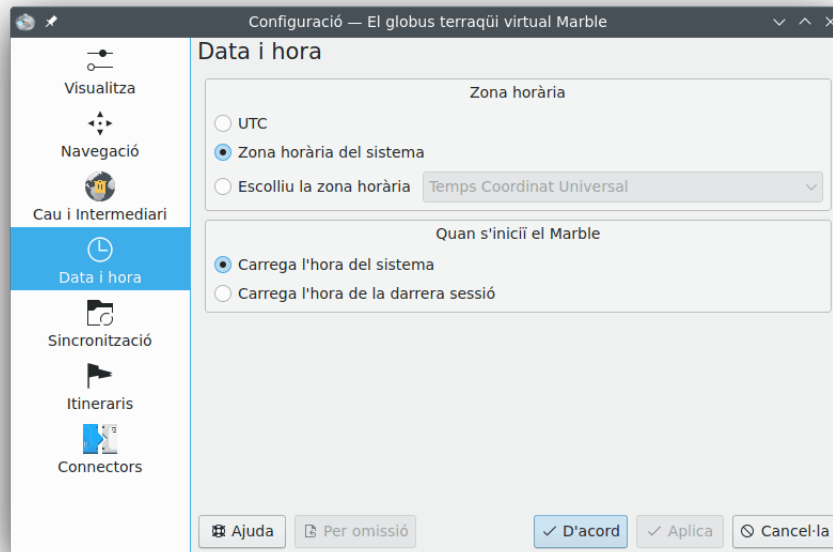 Configuració — El globus terraqüi virtual Marble
Visualitza
Navegació
Cau i Intermediari
Data i hora
Sincronització
Itineraris
Connectors
Data i hora
Zona horària
UTC
Zona horària del sistema
Escolliu la zona horària Temps Coordinat Universal
Quan s'iniciï el Marble
Carrega l'hora del sistema
Carrega l'hora de la darrera sessió
Ajuda Per omissió D'acord Aplica Cancel·la